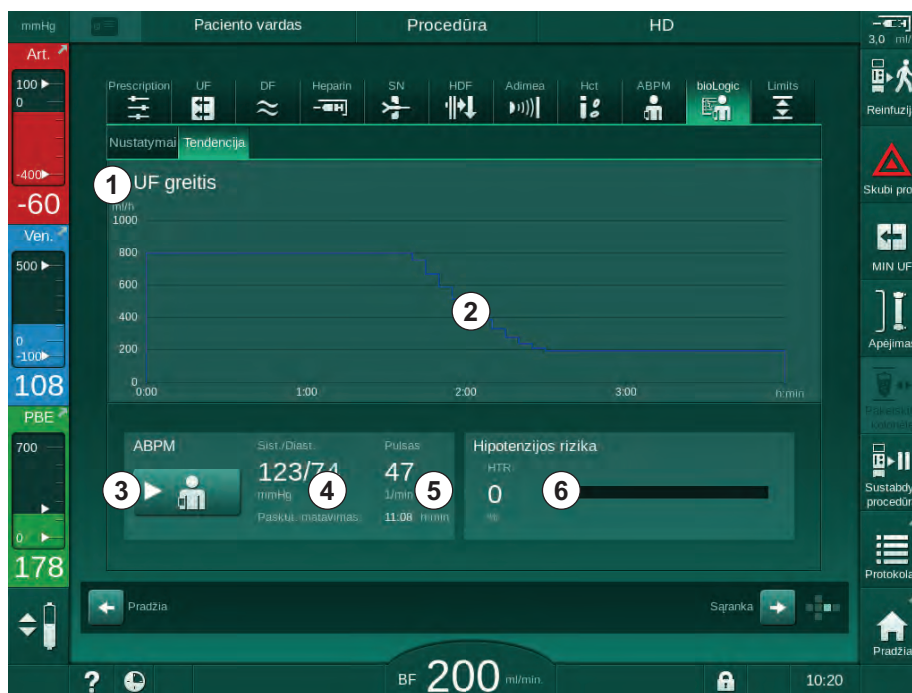 mmHg
Paciento vardas
Procedūra
HD
3,0 ml/
Art.
100
0
-400
-60
Ven.
500
0
-100
108
PBE
700
0
178
Prescription
UF
DF
Heparin
SN
HDF
Adimea
Hct
ABPM
bioLogic
Limits
Nustatymai
Tendencija
1
UF greitis
ml/h
1000
800
600
400
200
0
0:00
1:00
2:00
3:00
h:min
2
ABPM
3
Sist./Diast.
123/74
mmHg
4
Paskut. matavimas:
Pulsas
47
1/min
5
11:08 h:min
Hipotenzijos rizika
HTR
0
%
6
Pradžia
Sąranka
Reinfuzij
Skubi pro
MIN UF
Apėjimas
Sustabdy
procedūr
Protokola
Pradžia
?
BF 200 ml/min.
10:20